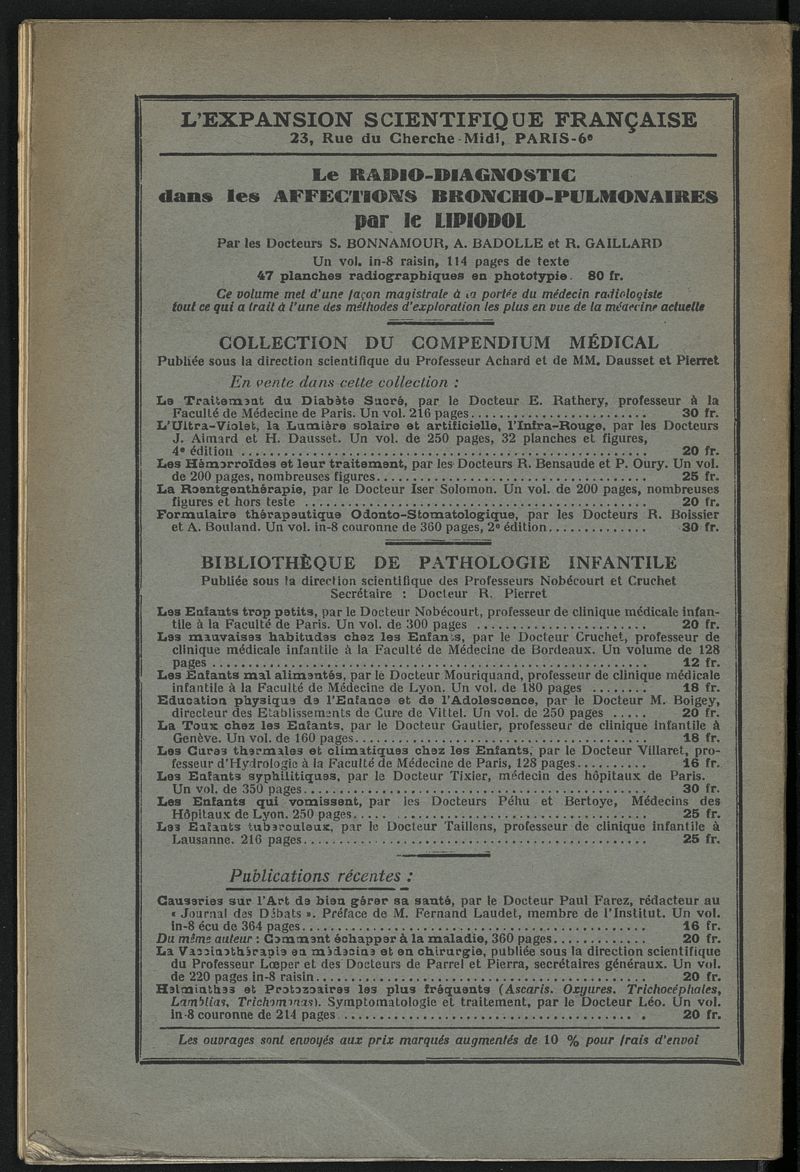 L'EXPANSION SCIENTIFIQUE FRANÇAISE
23, Rue du Cherche-Midi, PARIS-6e
Le RADIO-DIAGNOSTIC
dans les AFFECTIONS BRONCHO-PULMONAIRES
par le LIPIODOL
Par les Docteurs S. BONNAMOUR, A. BADOLLE et R. GAILLARD
Un vol. in-8 raisin, 114 pages de texte
47 planches radiographiques en phototypie. 80 fr.
Ce volume met d'une façon magistrale à la portée du médecin radiologiste
tout ce qui a trait à l'une des méthodes d'exploration les plus en vue de la médecine actuelle
COLLECTION DU COMPENDIUM MÉDICAL
Publiée sous la direction scientifique du Professeur Achard et de MM. Dausset et Pierret
En vente dans cette collection :
Le Traitement du Diabète Sucré, par le Docteur E. Rathery, professeur à la
Faculté de Médecine de Paris. Un vol. 216 pages........................ 30 fr.
L'Ultra-Violet, la Lumière solaire et artificielle, l'Infra-Rouge, par les Docteurs
J. Aimard et H. Dausset. Un vol. de 250 pages, 32 planches et figures,
4e édition ........................ 20 fr.
Les Hémorroïdes et leur traitement, par les Docteurs R. Bensaude et P. Oury. Un vol.
de 200 pages, nombreuses figures........................ 25 fr.
La Roentgenthérapie, par le Docteur Iser Solomon. Un vol. de 200 pages, nombreuses
figures et hors teste ........................ 20 fr.
Formulaire thérapeutique Odonto-Stomatologique, par les Docteurs R. Boissier
et A. Bouland. Un vol. in-8 couronne de 360 pages, 2e édition.............. 30 fr.
BIBLIOTHÈQUE DE PATHOLOGIE INFANTILE
Publiée sous la direction scientifique des Professeurs Nobécourt et Cruchet
Secrétaire : Docteur R. Pierret
Les Enfants trop petits, par le Docteur Nobécourt, professeur de clinique médicale infan-
tile à la Faculté de Paris. Un vol. de 300 pages ........................ 20 fr.
Les mauvaises habitudes chez les Enfants, par le Docteur Cruchet, professeur de
clinique médicale infantile à la Faculté de Médecine de Bordeaux. Un volume de 128
pages ........................ 12 fr.
Les Enfants mal alimentés, par le Docteur Mouriquand, professeur de clinique médicale
infantile à la Faculté de Médecine de Lyon. Un vol. de 180 pages ........ 18 fr.
Education physique de l'Enfance et de l'Adolescence, par le Docteur M. Boigey,
directeur des Etablissements de Cure de Vittel. Un vol. de 250 pages ..... 20 fr.
La Toux chez les Enfants, par le Docteur Gautier, professeur de clinique infantile à
Genève. Un vol. de 160 pages........................ 18 fr.
Les Cures thermales et climatiques chez les Enfants, par le Docteur Villaret, pro-
fesseur d'Hydrologie à la Faculté de Médecine de Paris, 128 pages.......... 16 fr.
Les Enfants syphilitiques, par le Docteur Tixier, médecin des hôpitaux de Paris.
Un vol. de 350 pages........................ 30 fr.
Les Enfants qui vomissent, par les Docteurs Péhu et Bertoye, Médecins des
Hôpitaux de Lyon. 250 pages........................ 25 fr.
Les Enfants tuberculeux, par le Docteur Taillens, professeur de clinique infantile à
Lausanne. 216 pages........................ 25 fr.
Publications récentes :
Causeries sur l'Art de bien gérer sa santé, par le Docteur Paul Farez, rédacteur au
« Journal des Débats ». Préface de M. Fernand Laudet, membre de l'Institut. Un vol.
in-8 écu de 364 pages........................ 16 fr.
Du même auteur : Comment échapper à la maladie, 360 pages............. 20 fr.
La Vaccinothérapie en médecine et en chirurgie, publiée sous la direction scientifique
du Professeur Lœper et des Docteurs de Parrel et Pierra, secrétaires généraux. Un vol.
de 220 pages in-8 raisin........................ 20 fr.
Helminthes et Protozoaires les plus fréquents (Ascaris. Oxyures. Trichocéphales,
Lamblias, Trichomonas). Symptomatologie et traitement, par le Docteur Léo. Un vol.
in-8 couronne de 214 pages ........................ 20 fr.
Les ouvrages sont envoyés aux prix marqués augmentés de 10 % pour frais d'envoi